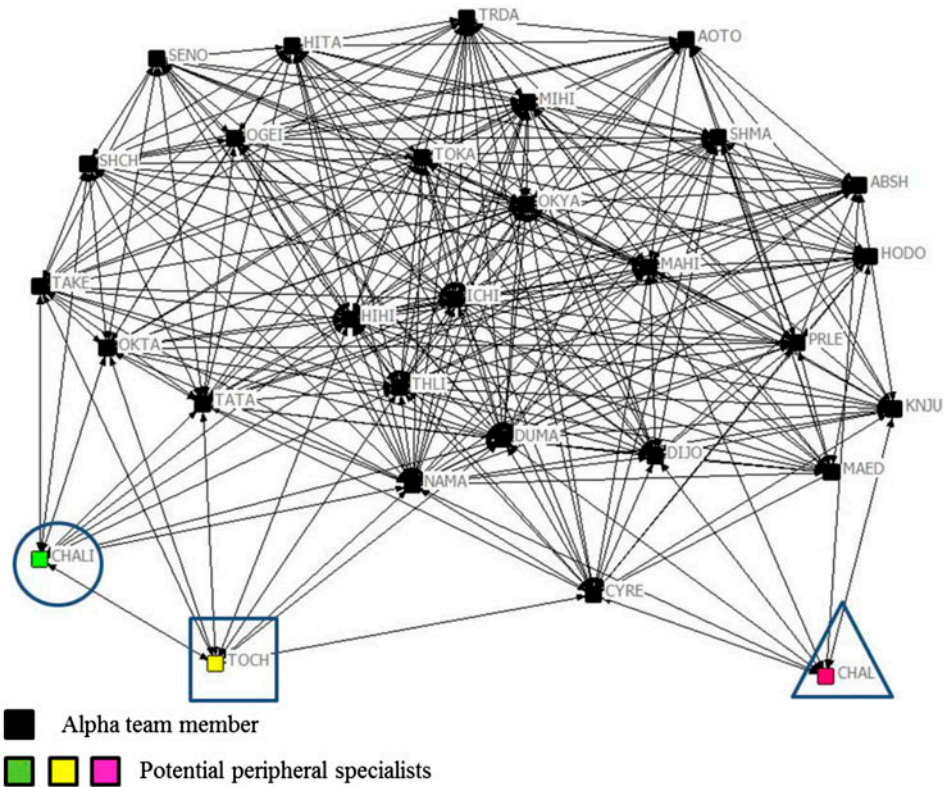 TRDA
HITA
AOTO
SENO
MIHI
OGEI
SHMA
TOKA
SHCH
ABSH
OKYA
HODO
MAHI
TAKE
ICHI
HIHI
PRLE
OKTA
THLI
TATA
KNJU
DUMA
DIJO
MAED
NAMA
CHALI
CYRE
TOCH
CHAL
Alpha team member
Potential peripheral specialists